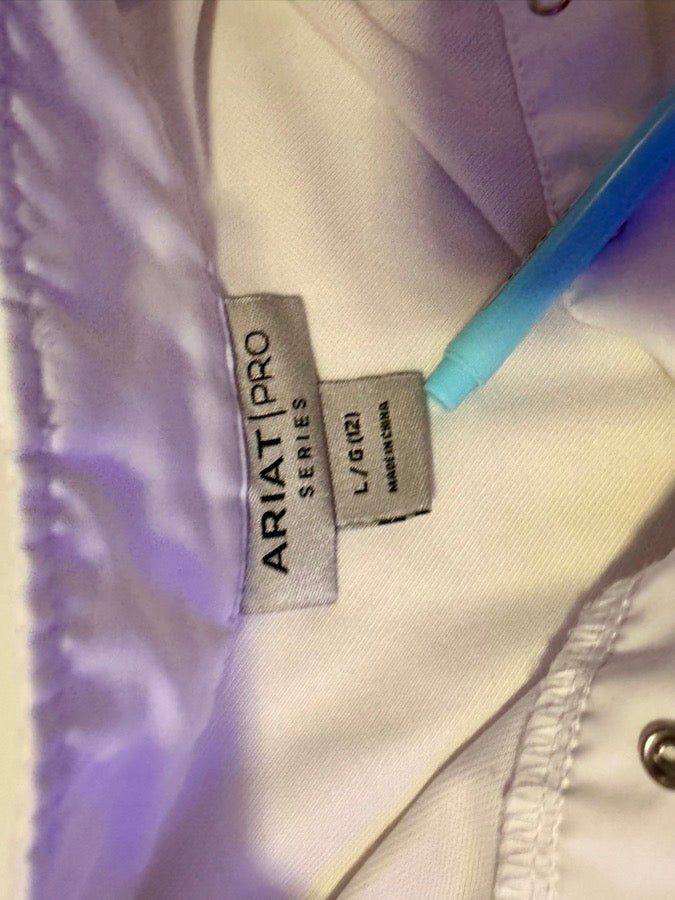 ARIAT|PRO
SERIES
L/G (12)
MADE IN CHINA